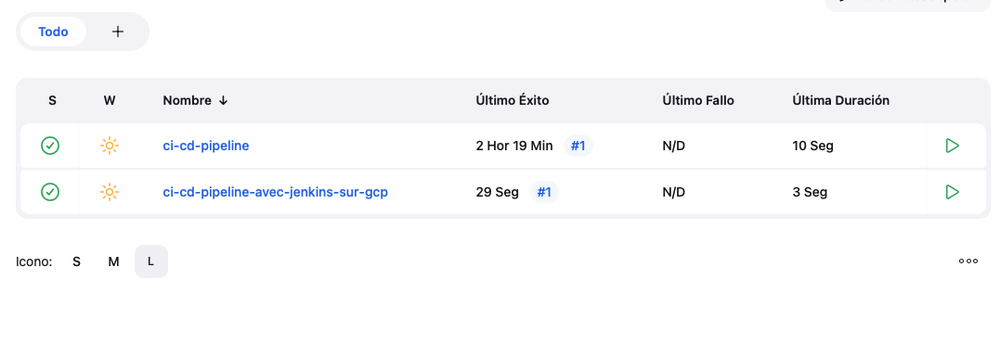 Todo +
S W Nombre ↓ Último Éxito Último Fallo Última Duración
ci-cd-pipeline 2 Hor 19 Min #1 N/D 10 Seg
ci-cd-pipeline-avec-jenkins-sur-gcp 29 Seg #1 N/D 3 Seg
Icono: S M L